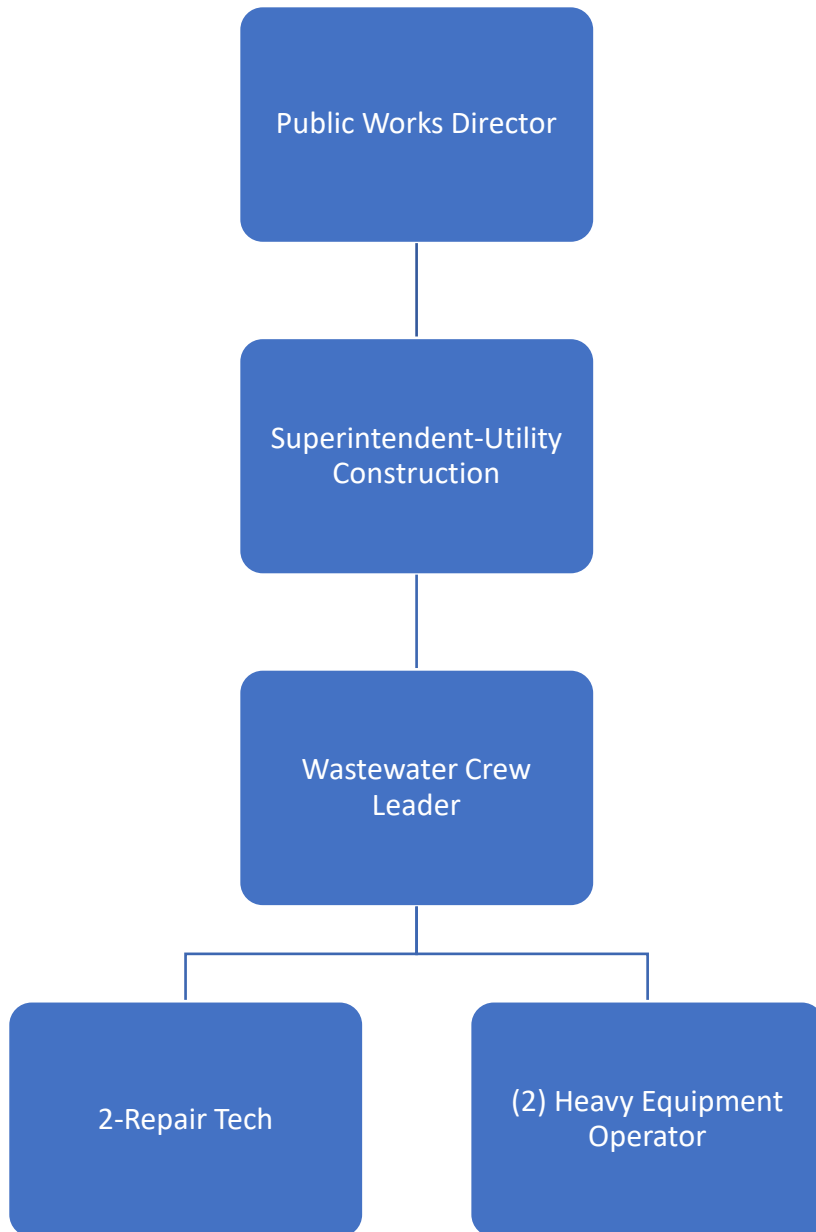 Public Works Director
Superintendent-Utility
Construction
Wastewater Crew
Leader
2-Repair Tech
(2) Heavy Equipment
Operator